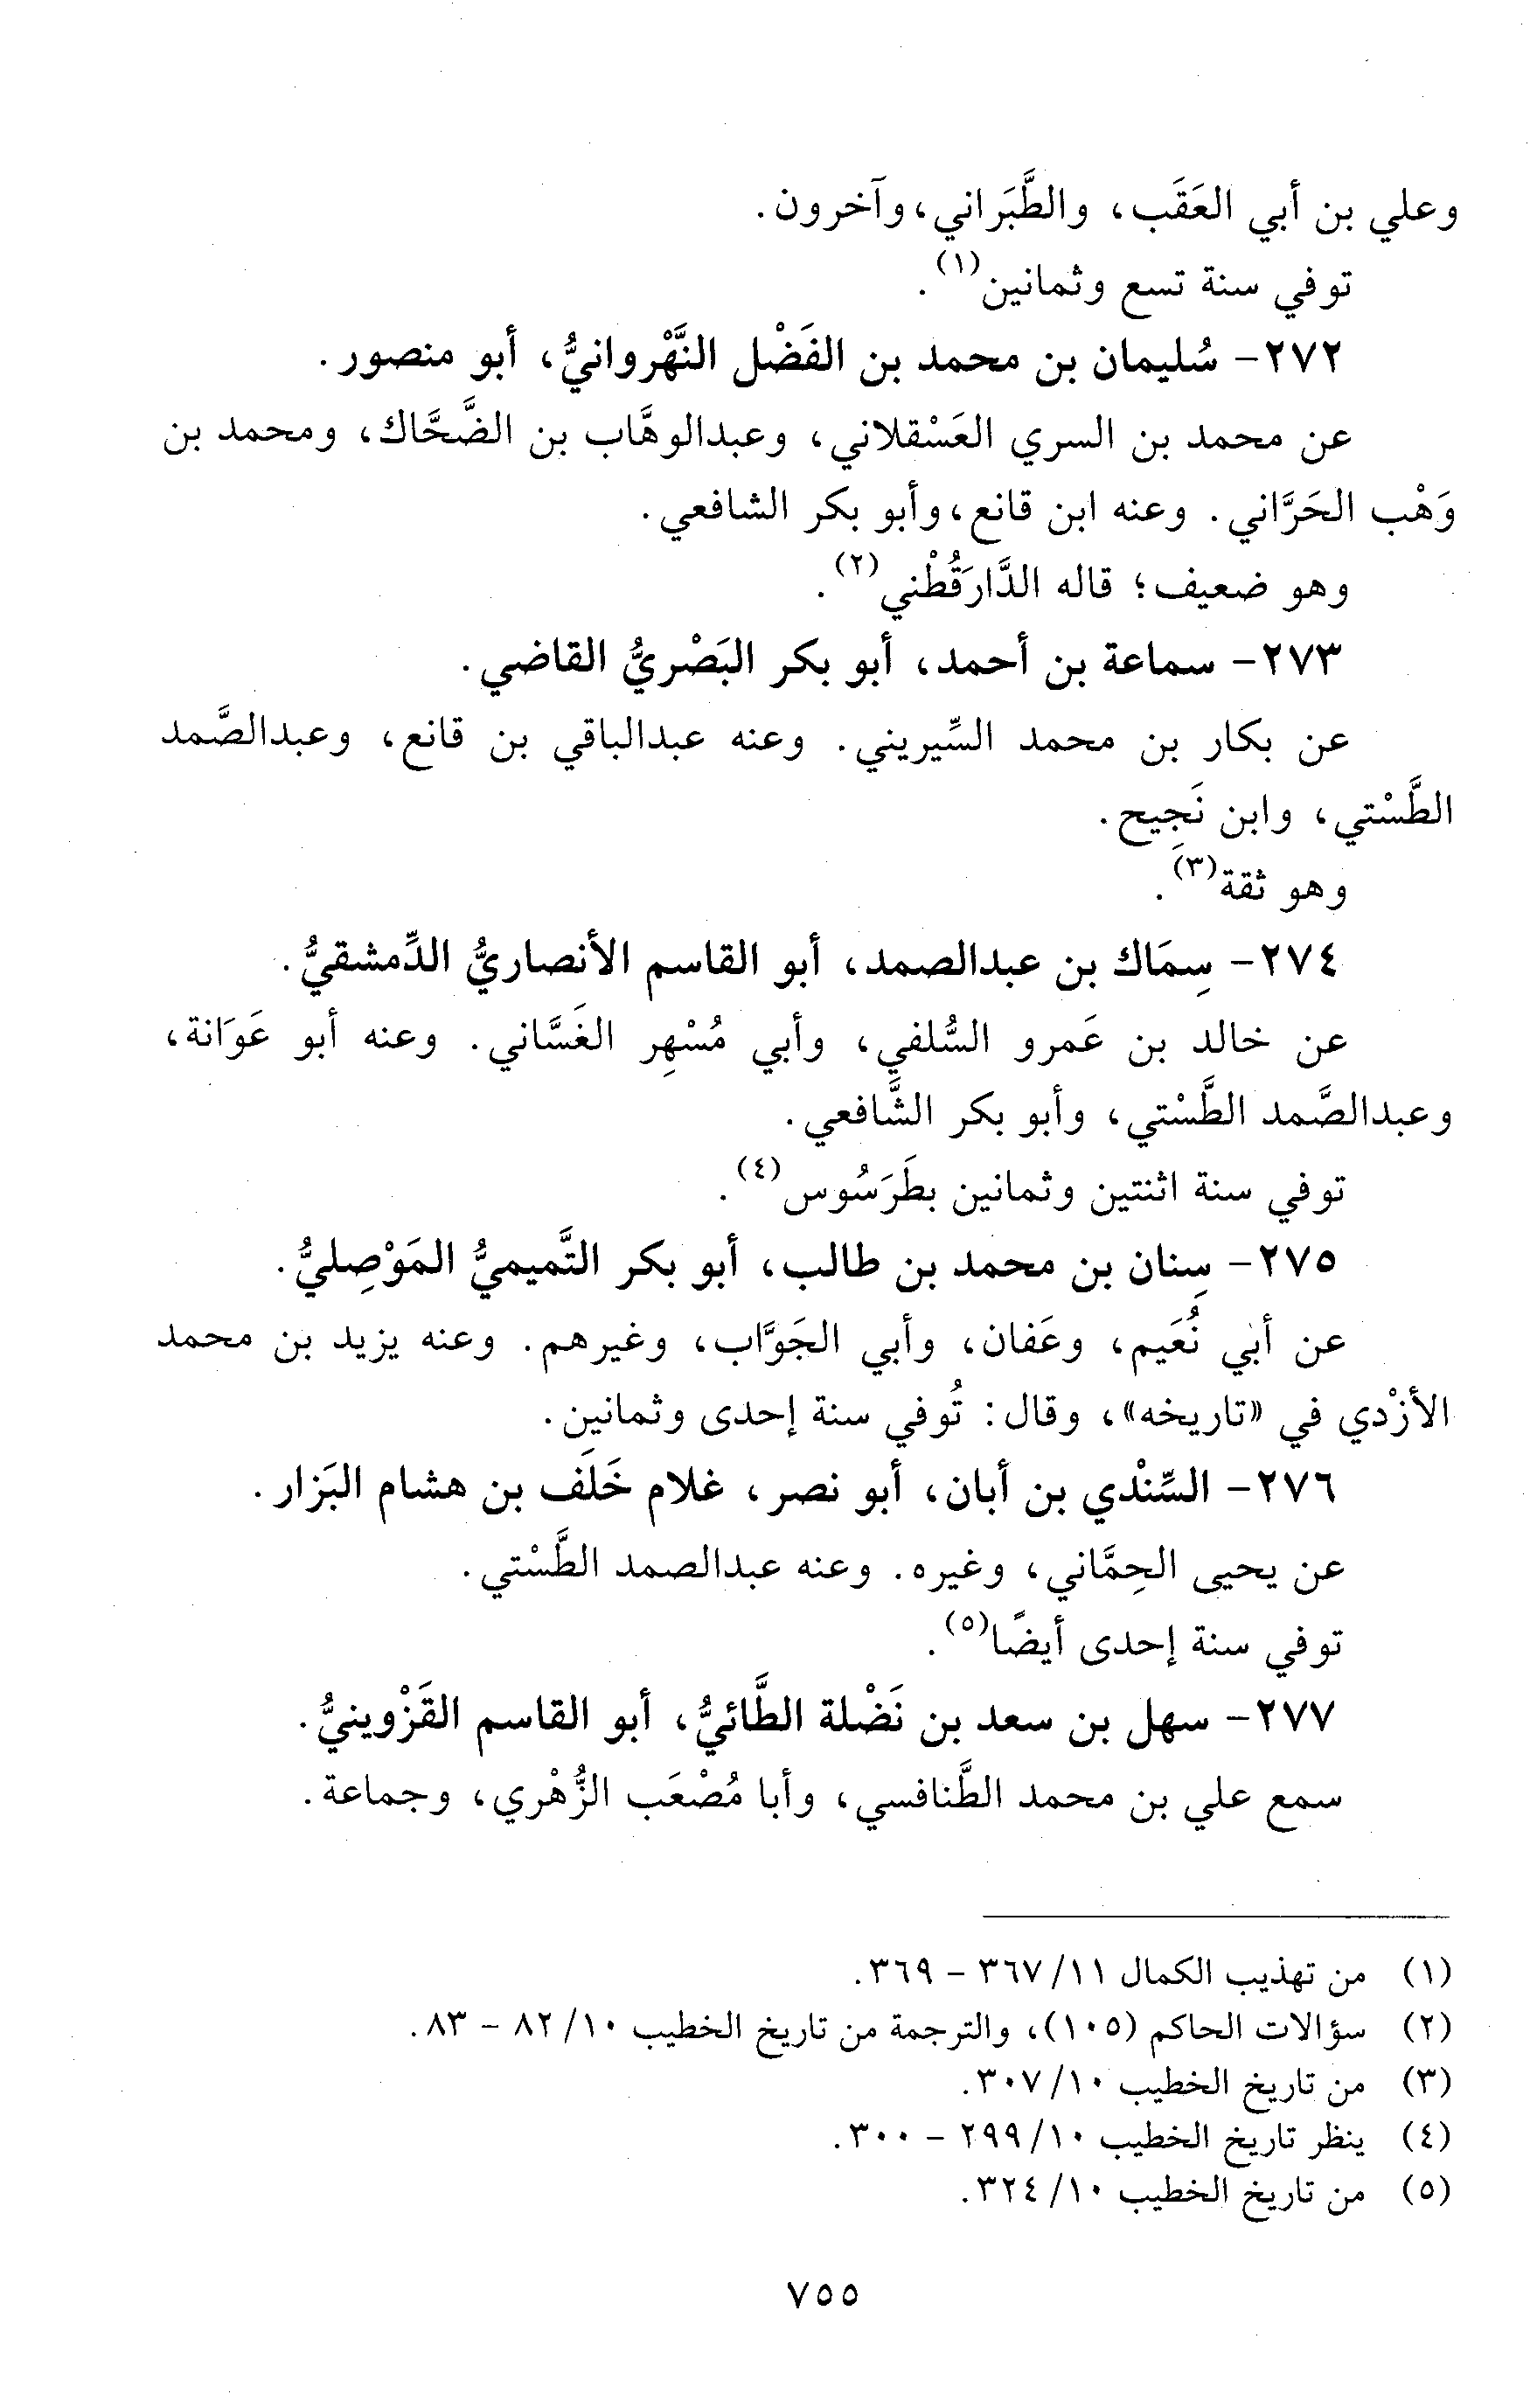 وعلي بن أبي العَقَب، والطَّبَراني، وآخرون.
توفي سنة تسع وثمانين(١).
٢٧٢- سُليمان بن محمد بن الفَضْل النَّهْروانيُّ، أبو منصور.
عن محمد بن السري العَسْقلاني، وعبدالوهَّاب بن الضَّحَّاك، ومحمد بن
وَهْب الحَرَّاني. وعنه ابن قانع، وأبو بكر الشافعي.
وهو ضعيف؛ قاله الدَّارَقُطْني(٢).
٢٧٣- سماعة بن أحمد، أبو بكر البَصْريُّ القاضي.
عن بكار بن محمد السِّيريني. وعنه عبدالباقي بن قانع، وعبدالصَّمد
الطَّسْتي، وابن نَجِيح.
وهو ثقة(٣).
٢٧٤- سِمَاك بن عبدالصمد، أبو القاسم الأنصاريُّ الدِّمشقيُّ.
عن خالد بن عَمرو السُّلفي، وأبي مُسْهِر الغَسَّاني. وعنه أبو عَوَانة،
وعبدالصَّمد الطَّسْتي، وأبو بكر الشَّافعي.
توفي سنة اثنتين وثمانين بطَرَسُوس(٤).
٢٧٥- سِنان بن محمد بن طالب، أبو بكر التَّميميُّ المَوْصِليُّ.
عن أبي نُعَيم، وعَفان، وأبي الجَوَّاب، وغيرهم. وعنه يزيد بن محمد
الأزْدي في «تاريخه»، وقال: تُوفي سنة إحدى وثمانين.
٢٧٦- السِّنْدي بن أبان، أبو نصر، غلام خَلَف بن هشام البَزار.
عن يحيى الحِمَّاني، وغيره. وعنه عبدالصمد الطَّسْتي.
توفي سنة إحدى أيضًا(٥).
٢٧٧- سهل بن سعد بن نَضْلة الطَّائيُّ، أبو القاسم القَزْوينيُّ.
سمع علي بن محمد الطَّنافسي، وأبا مُصْعَب الزُّهْري، وجماعة.
(١) من تهذيب الكمال ١١/ ٣٦٧ - ٣٦٩.
(٢) سؤالات الحاكم (١٠٥)، والترجمة من تاريخ الخطيب ١٠/ ٨٢ - ٨٣.
(٣) من تاريخ الخطيب ١٠/ ٣٠٧.
(٤) ينظر تاريخ الخطيب ١٠/ ٢٩٩ - ٣٠٠.
(٥) من تاريخ الخطيب ١٠/ ٣٢٤.
٧٥٥